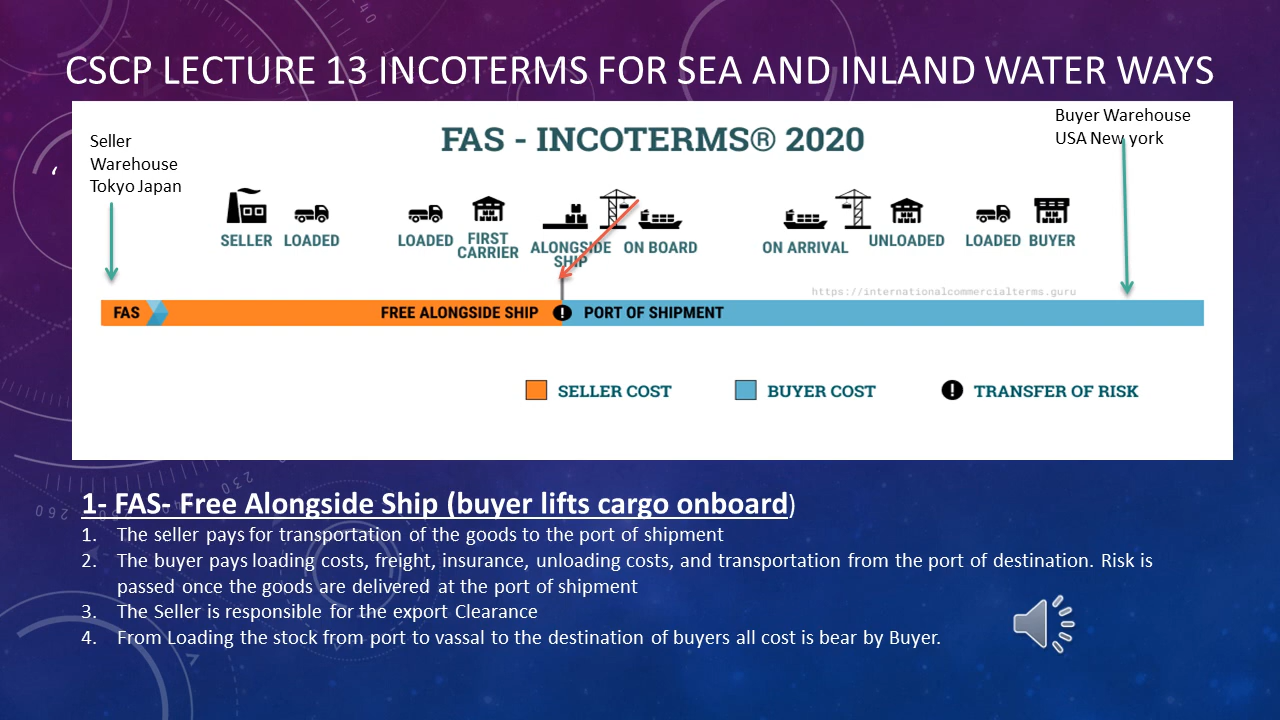 CSCP LECTURE 13 INCOTERMS FOR SEA AND INLAND WATER WAYS
Seller
Warehouse
Tokyo Japan
FAS - INCOTERMS® 2020
Buyer Warehouse
USA New york
‘
SELLER LOADED LOADED FIRST CARRIER ALONGSIDE SHIP ON BOARD ON ARRIVAL UNLOADED LOADED BUYER
https://internationalcommercialterms.guru
FAS FREE ALONGSIDE SHIP ! PORT OF SHIPMENT
SELLER COST BUYER COST ! TRANSFER OF RISK
1- FAS- Free Alongside Ship (buyer lifts cargo onboard)
1. The seller pays for transportation of the goods to the port of shipment
2. The buyer pays loading costs, freight, insurance, unloading costs, and transportation from the port of destination. Risk is
passed once the goods are delivered at the port of shipment
3. The Seller is responsible for the export Clearance
4. From Loading the stock from port to vassal to the destination of buyers all cost is bear by Buyer.
230
260